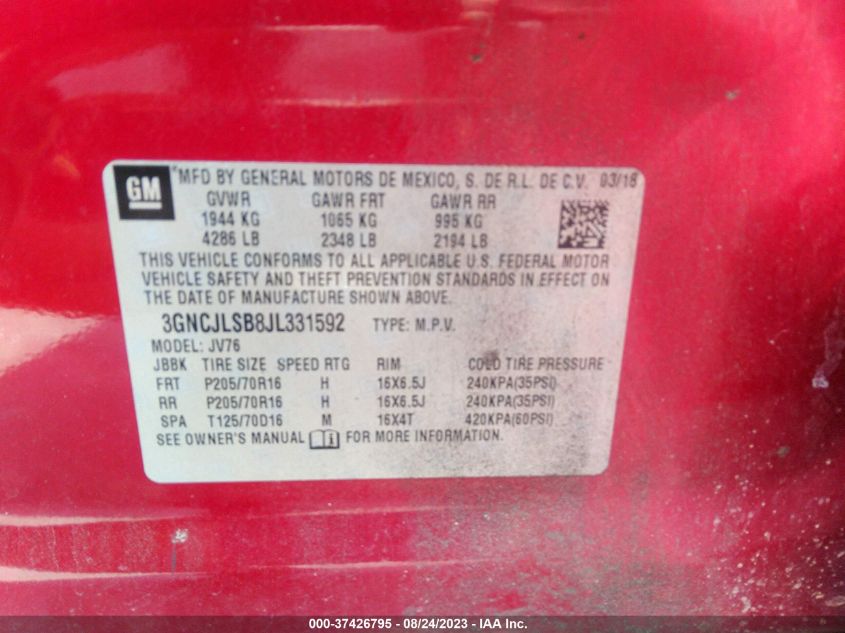 GM
*MFD BY GENERAL MOTORS DE MEXICO, S. DE R.L. DE C.V. 03/18
GVWR GAWR FRT GAWR RR
1944 KG 1065 KG 995 KG
4286 LB 2348 LB 2194 LB
THIS VEHICLE CONFORMS TO ALL APPLICABLE U.S. FEDERAL MOTOR
VEHICLE SAFETY AND THEFT PREVENTION STANDARDS IN EFFECT ON
THE DATE OF MANUFACTURE SHOWN ABOVE.
3GNCJLSB8JL331592 TYPE: M.P.V.
MODEL: JV76
JBBK TIRE SIZE SPEED RTG RIM COLD TIRE PRESSURE
FRT P205/70R16 H 16X6.5J 240KPA(35PSI)
RR P205/70R16 H 16X6.5J 240KPA(35PSI)
SPA T125/70D16 M 16X4T 420KPA(60PSI)
SEE OWNER'S MANUAL FOR MORE INFORMATION.
000-37426795 - 08/24/2023 - IAA Inc.